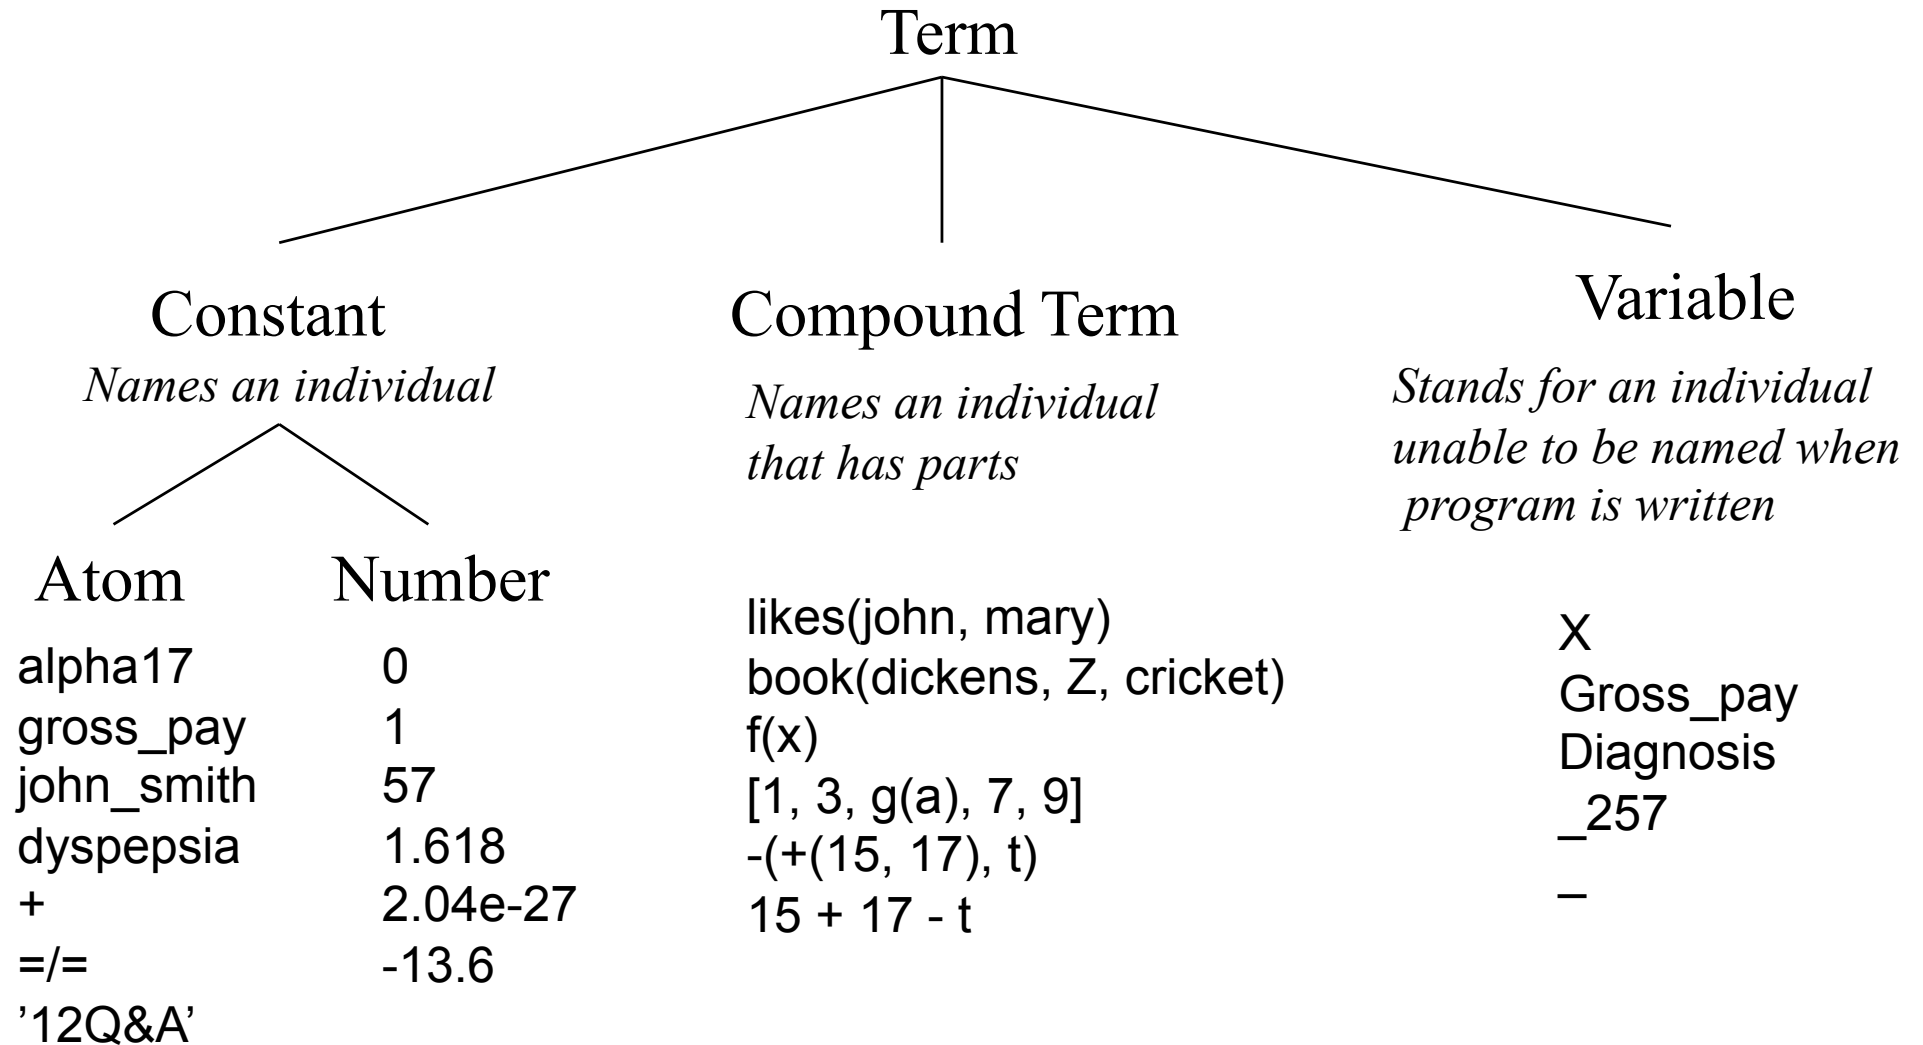 Term
Constant
Names an individual
Atom
alpha17
gross_pay
john_smith
dyspepsia
+
=/=
’12Q&A’
Number
0
1
57
1.618
2.04e-27
-13.6
Compound Term
Names an individual
that has parts
likes(john, mary)
book(dickens, Z, cricket)
f(x)
[1, 3, g(a), 7, 9]
-(+(15, 17), t)
15 + 17 - t
Variable
Stands for an individual
unable to be named when
program is written
X
Gross_pay
Diagnosis
_257
_